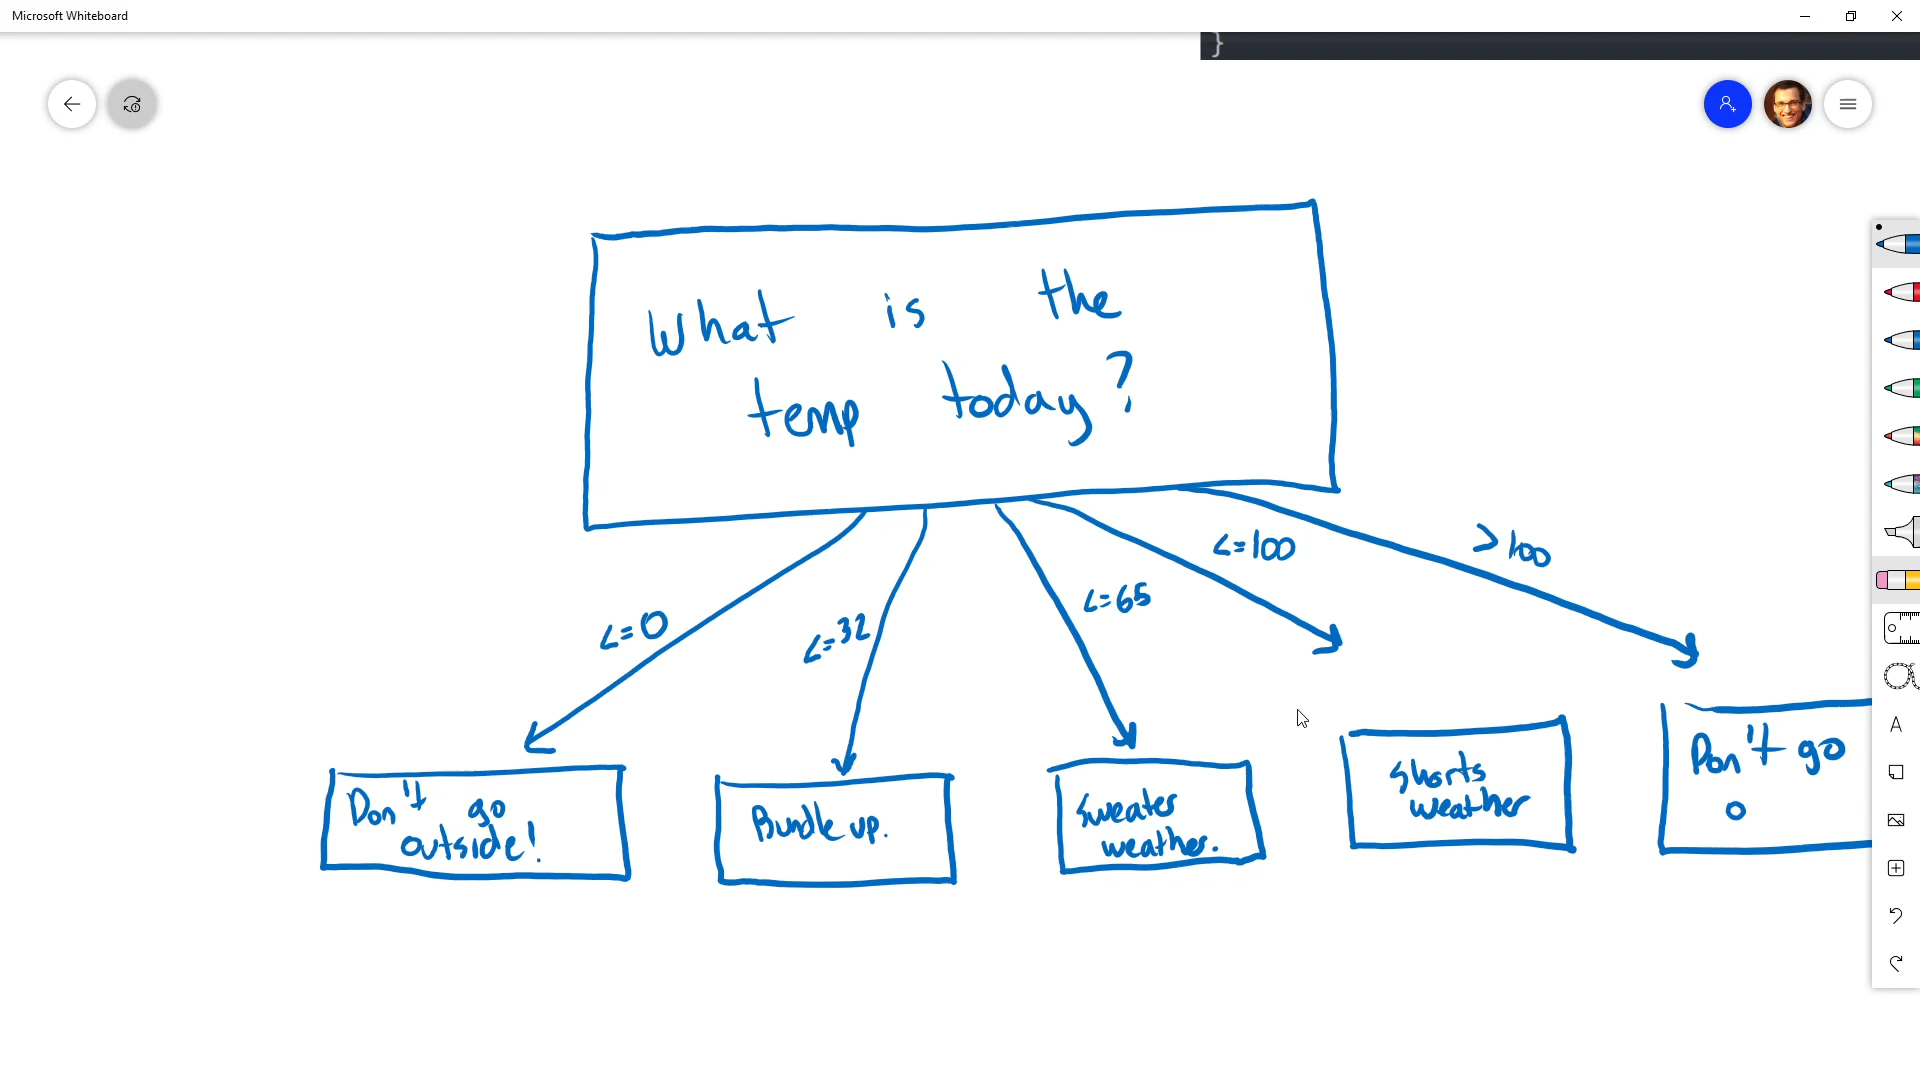 Microsoft Whiteboard
}
What is the
temp today?
<=0
<=32
<=65
<=100
>100
Don't go
outside!
Bundle up.
Sweater
weather.
Shorts
weather
Don't go
o
A